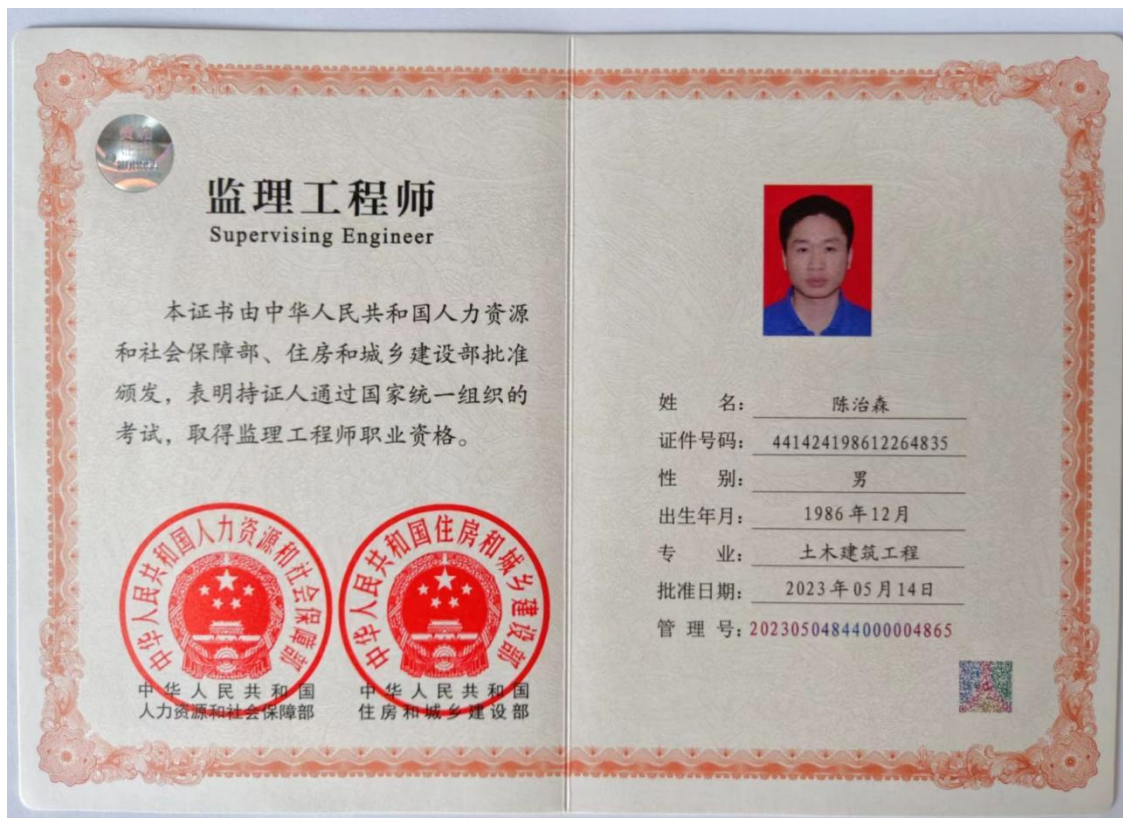 监理工程师
Supervising Engineer
本证书由中华人民共和国人力资源
和社会保障部、住房和城乡建设部批准
颁发，表明持证人通过国家统一组织的
考试，取得监理工程师职业资格。
中华人民共和国人力资源和社会保障部
中华人民共和国
人力资源和社会保障部
中华人民共和国住房和城乡建设部
中华人民共和国
住房和城乡建设部
姓名：陈治森
证件号码：441424198612264835
性别：男
出生年月：1986年12月
专业：土木建筑工程
批准日期：2023年05月14日
管理号：20230504844000004865